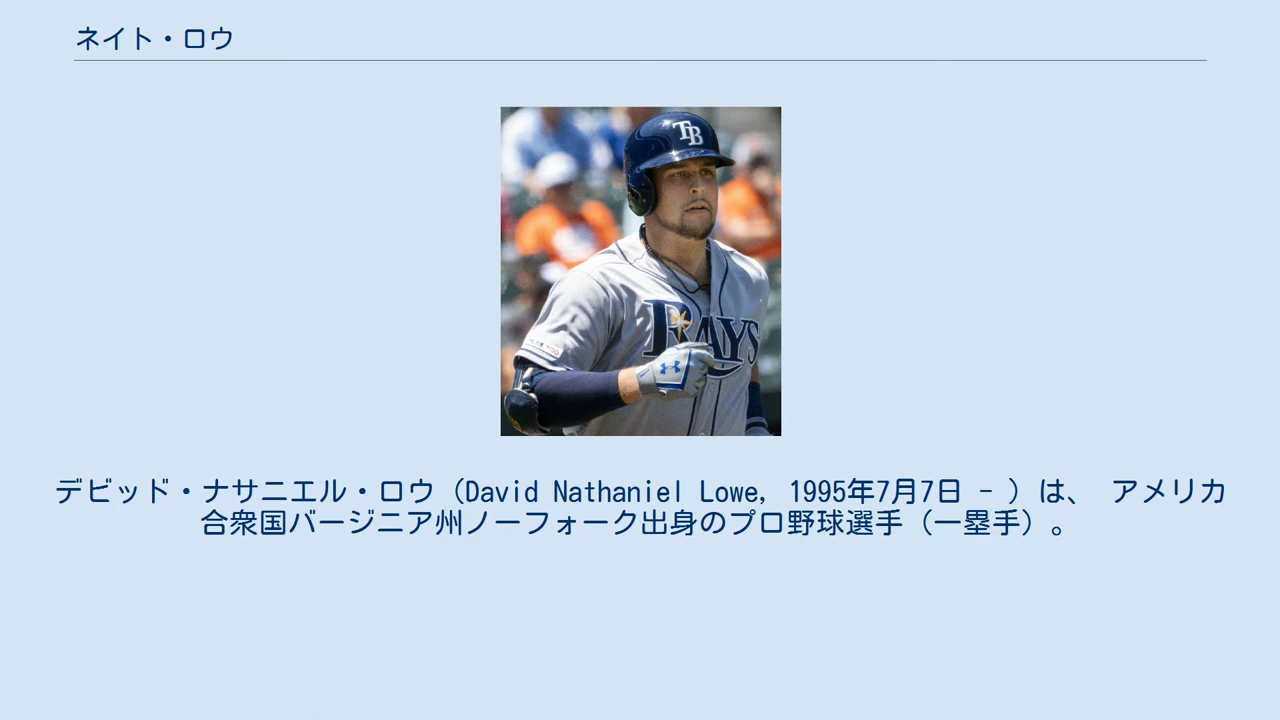 ネイト・ロウ
TB
RAYS
デビッド・ナサニエル・ロウ（David Nathaniel Lowe, 1995年7月7日 - ）は、 アメリカ
合衆国バージニア州ノーフォーク出身のプロ野球選手（一塁手）。